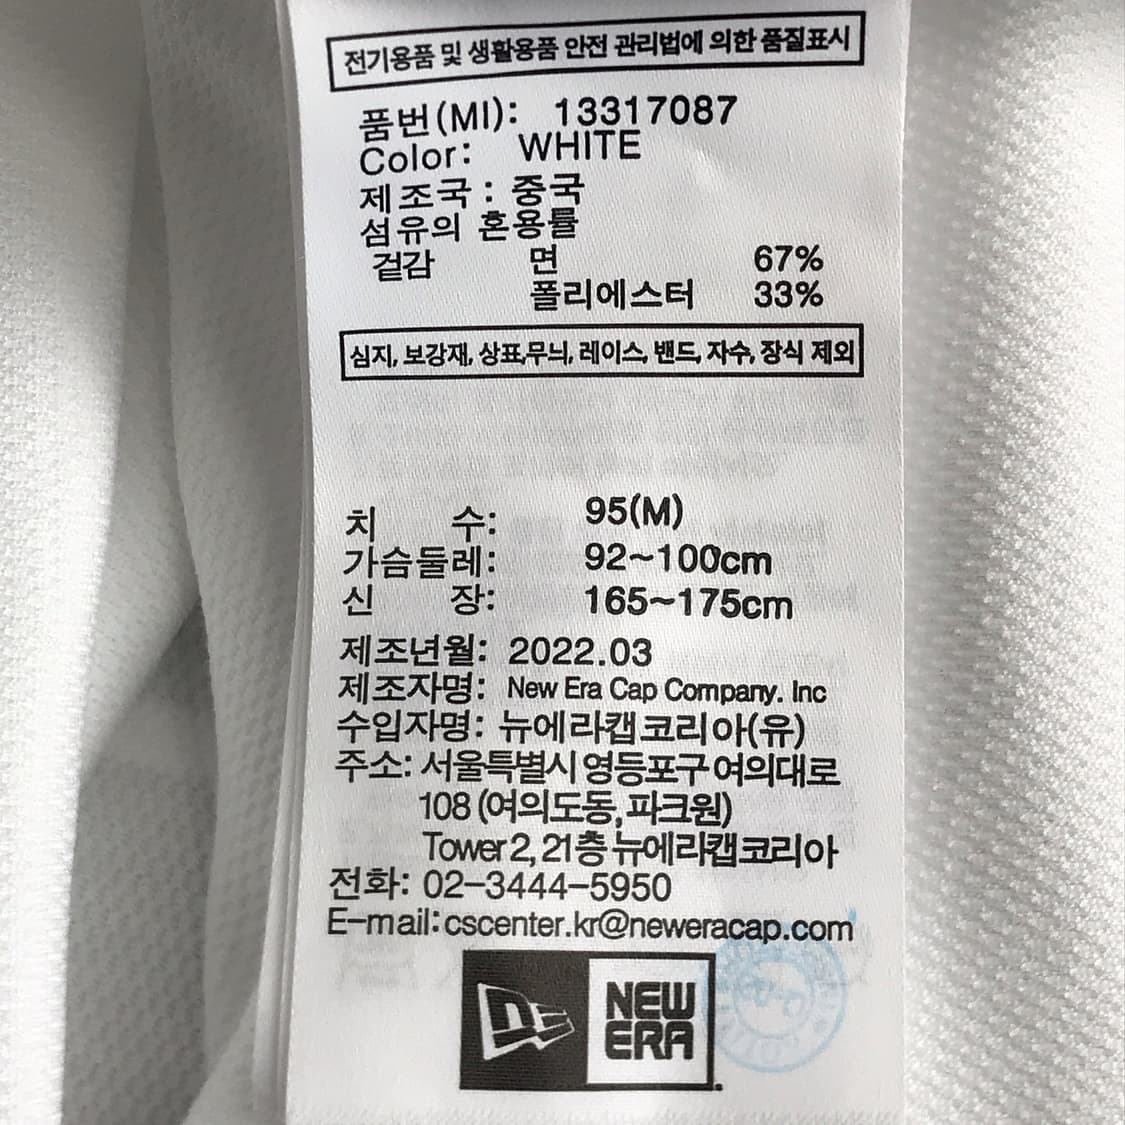 전기용품 및 생활용품 안전 관리법에 의한 품질표시
품번(MI): 13317087
Color: WHITE
제조국 : 중국
섬유의 혼용률
겉감 면 67%
폴리에스터 33%
심지, 보강재, 상표,무늬, 레이스, 밴드, 자수, 장식 제외
치 수: 95(M)
가슴둘레: 92~100cm
신 장: 165~175cm
제조년월: 2022.03
제조자명: New Era Cap Company. Inc
수입자명: 뉴에라캡코리아(유)
주소: 서울특별시 영등포구 여의대로
108 (여의도동,파크원)
Tower 2, 21층 뉴에라캡코리아
전화: 02-3444-5950
E-mail: cscenter.kr@neweracap.com
NE NEW
ERA